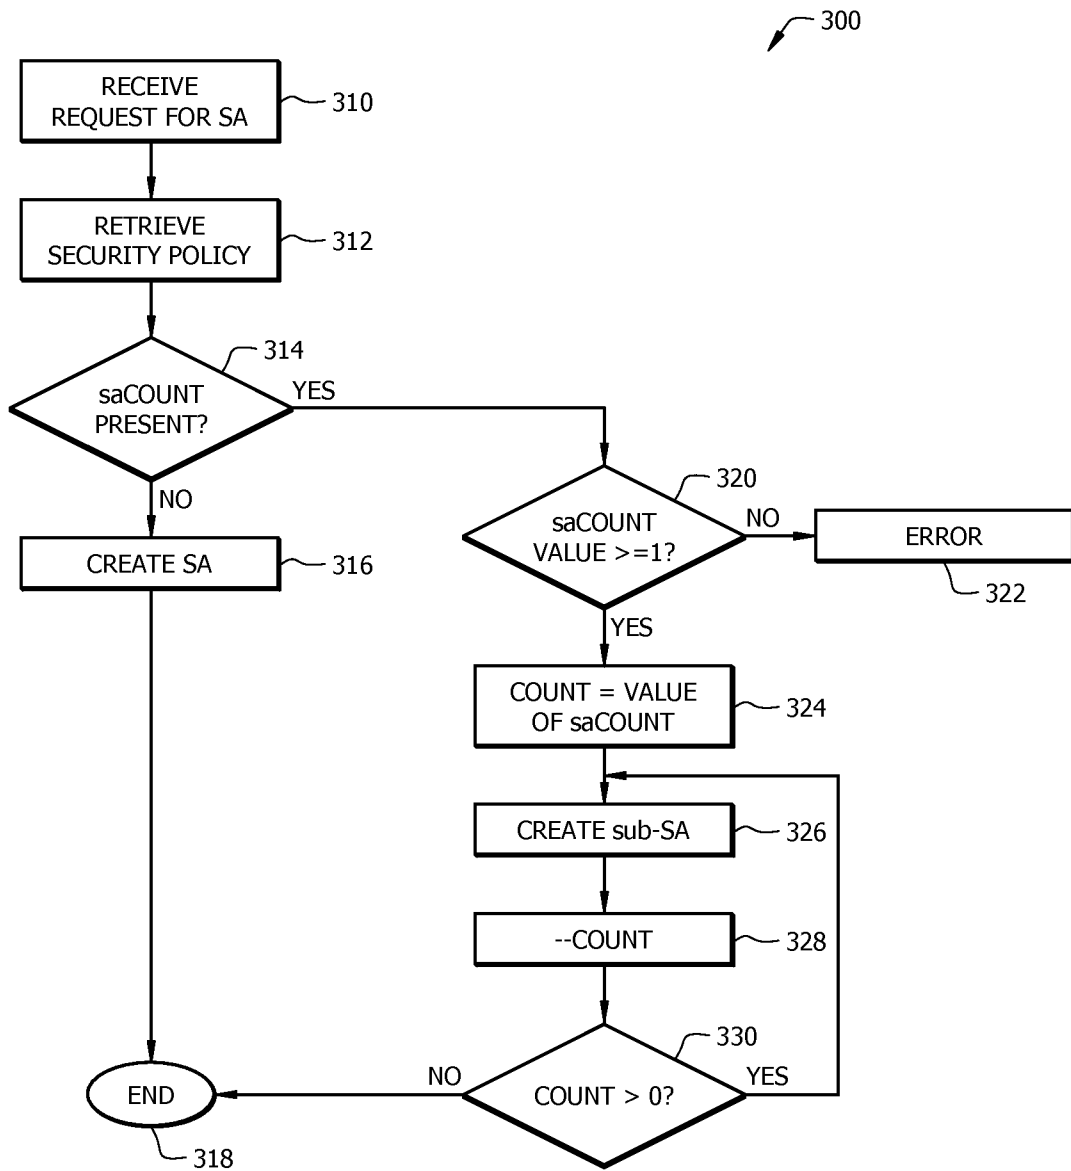 300
RECEIVE
REQUEST FOR SA
310
RETRIEVE
SECURITY POLICY
312
314
saCOUNT
PRESENT?
YES
NO
CREATE SA
316
320
saCOUNT
VALUE >=1?
NO
ERROR
322
YES
COUNT = VALUE
OF saCOUNT
324
CREATE sub-SA
326
--COUNT
328
330
COUNT > 0?
YES
NO
END
318